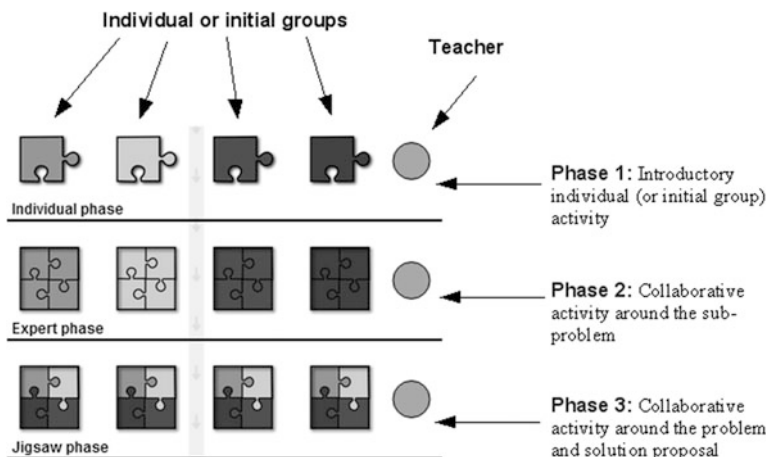 Individual or initial groups
Teacher
Individual phase
Phase 1: Introductory
individual (or initial group)
activity
Expert phase
Phase 2: Collaborative
activity around the sub-
problem
Jigsaw phase
Phase 3: Collaborative
activity around the problem
and solution proposal